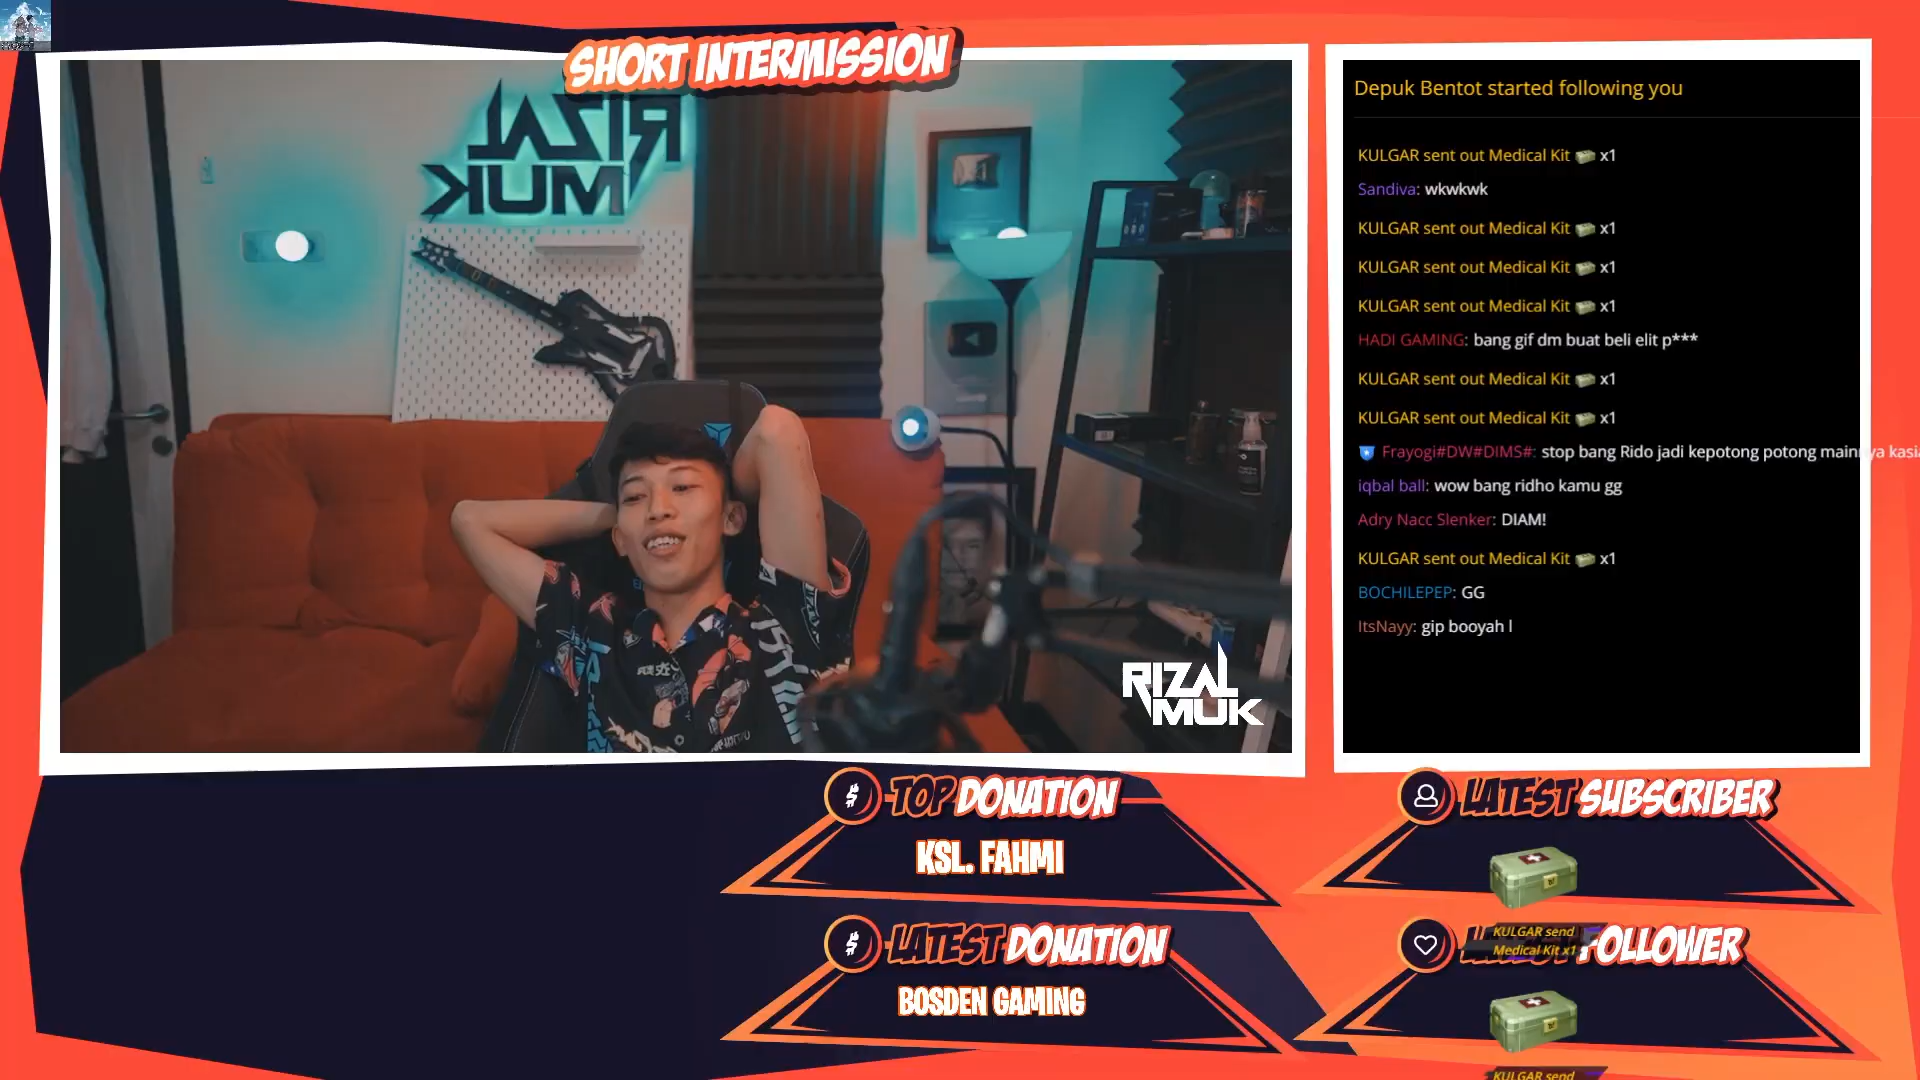 SHORT INTERMISSION
RIZAL
MUK
RIZAL
MUK
Depuk Bentot started following you
KULGAR sent out Medical Kit x1
Sandiva: wkwkwk
KULGAR sent out Medical Kit x1
KULGAR sent out Medical Kit x1
KULGAR sent out Medical Kit x1
HADI GAMING: bang gif dm buat beli elit p***
KULGAR sent out Medical Kit x1
KULGAR sent out Medical Kit x1
Frayogi#DW#DIMS#: stop bang Rido jadi kepotong potong mainnya kasia
iqbal ball: wow bang ridho kamu gg
Adry Nacc Slenker: DIAM!
KULGAR sent out Medical Kit x1
BOCHILEPEP: GG
ItsNayy: gip booyah l
TOP DONATION
KSL. FAHMI
LATEST SUBSCRIBER
LATEST DONATION
BOSDEN GAMING
LATEST FOLLOWER
KULGAR send
Medical Kit x1
KULGAR send